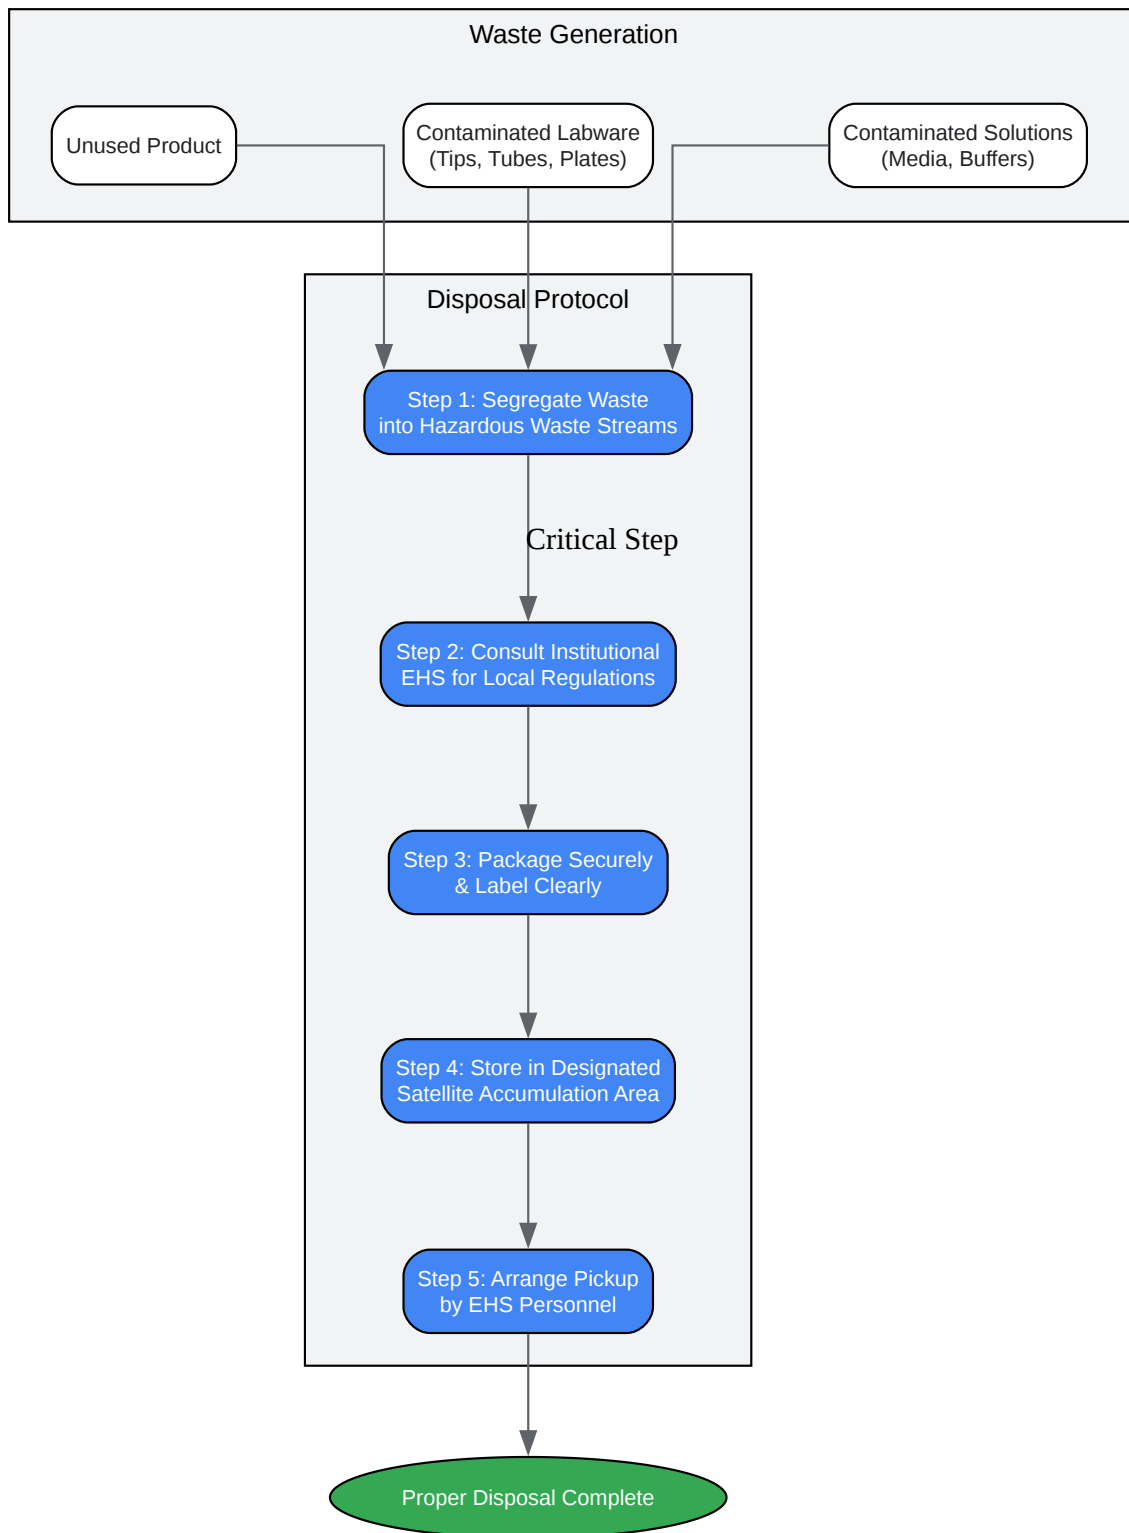 Waste Generation
Unused Product
Contaminated Labware
(Tips, Tubes, Plates)
Contaminated Solutions
(Media, Buffers)
Disposal Protocol
Step 1: Segregate Waste
into Hazardous Waste Streams
Critical Step
Step 2: Consult Institutional
EHS for Local Regulations
Step 3: Package Securely
& Label Clearly
Step 4: Store in Designated
Satellite Accumulation Area
Step 5: Arrange Pickup
by EHS Personnel
Proper Disposal Complete